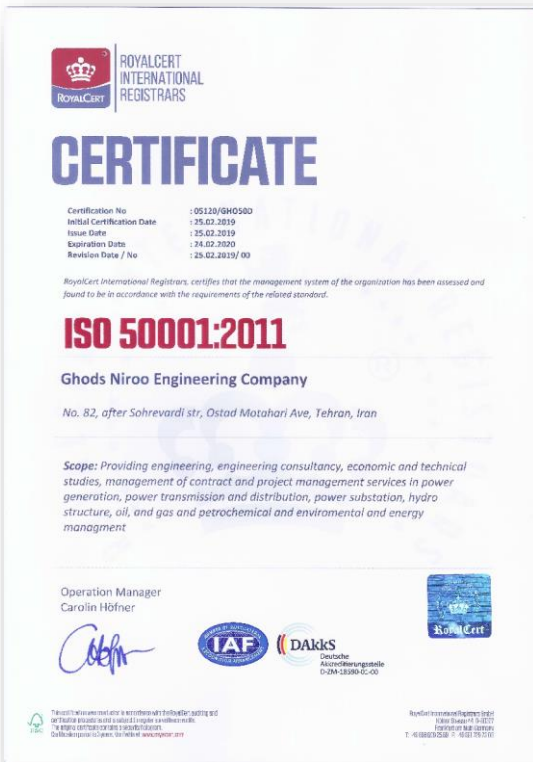 ROYALCERT
INTERNATIONAL
REGISTRARS
ROYALCERT
CERTIFICATE
Certification No : 05120/GHO50D
Initial Certification Date : 25.02.2019
Issue Date : 25.02.2019
Expiration Date : 24.02.2020
Revision Date / No : 25.02.2019/ 00
RoyalCert International Registrars, certifies that the management system of the organization has been assessed and
found to be in accordance with the requirements of the related standard.
ISO 50001:2011
Ghods Niroo Engineering Company
No. 82, after Sohrevardi str, Ostad Motahari Ave, Tehran, Iran
Scope: Providing engineering, engineering consultancy, economic and technical
studies, management of contract and project management services in power
generation, power transmission and distribution, power substation, hydro
structure, oil, and gas and petrochemical and enviromental and energy
managment
Operation Manager
Carolin Höfner
IAF
DAkkS
Deutsche
Akkreditierungsstelle
D-ZM-18590-01-00
RoyalCert